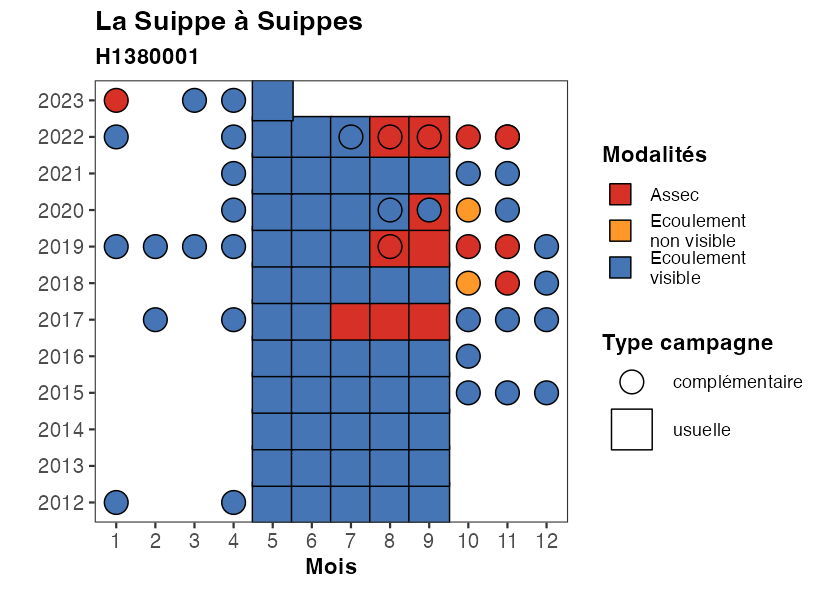 La Suippe à Suippes
H1380001
2023
2022
2021
2020
2019
2018
2017
2016
2015
2014
2013
2012
1 2 3 4 5 6 7 8 9 10 11 12
Mois
Modalités
Assec
Ecoulement
non visible
Ecoulement
visible
Type campagne
complémentaire
usuelle